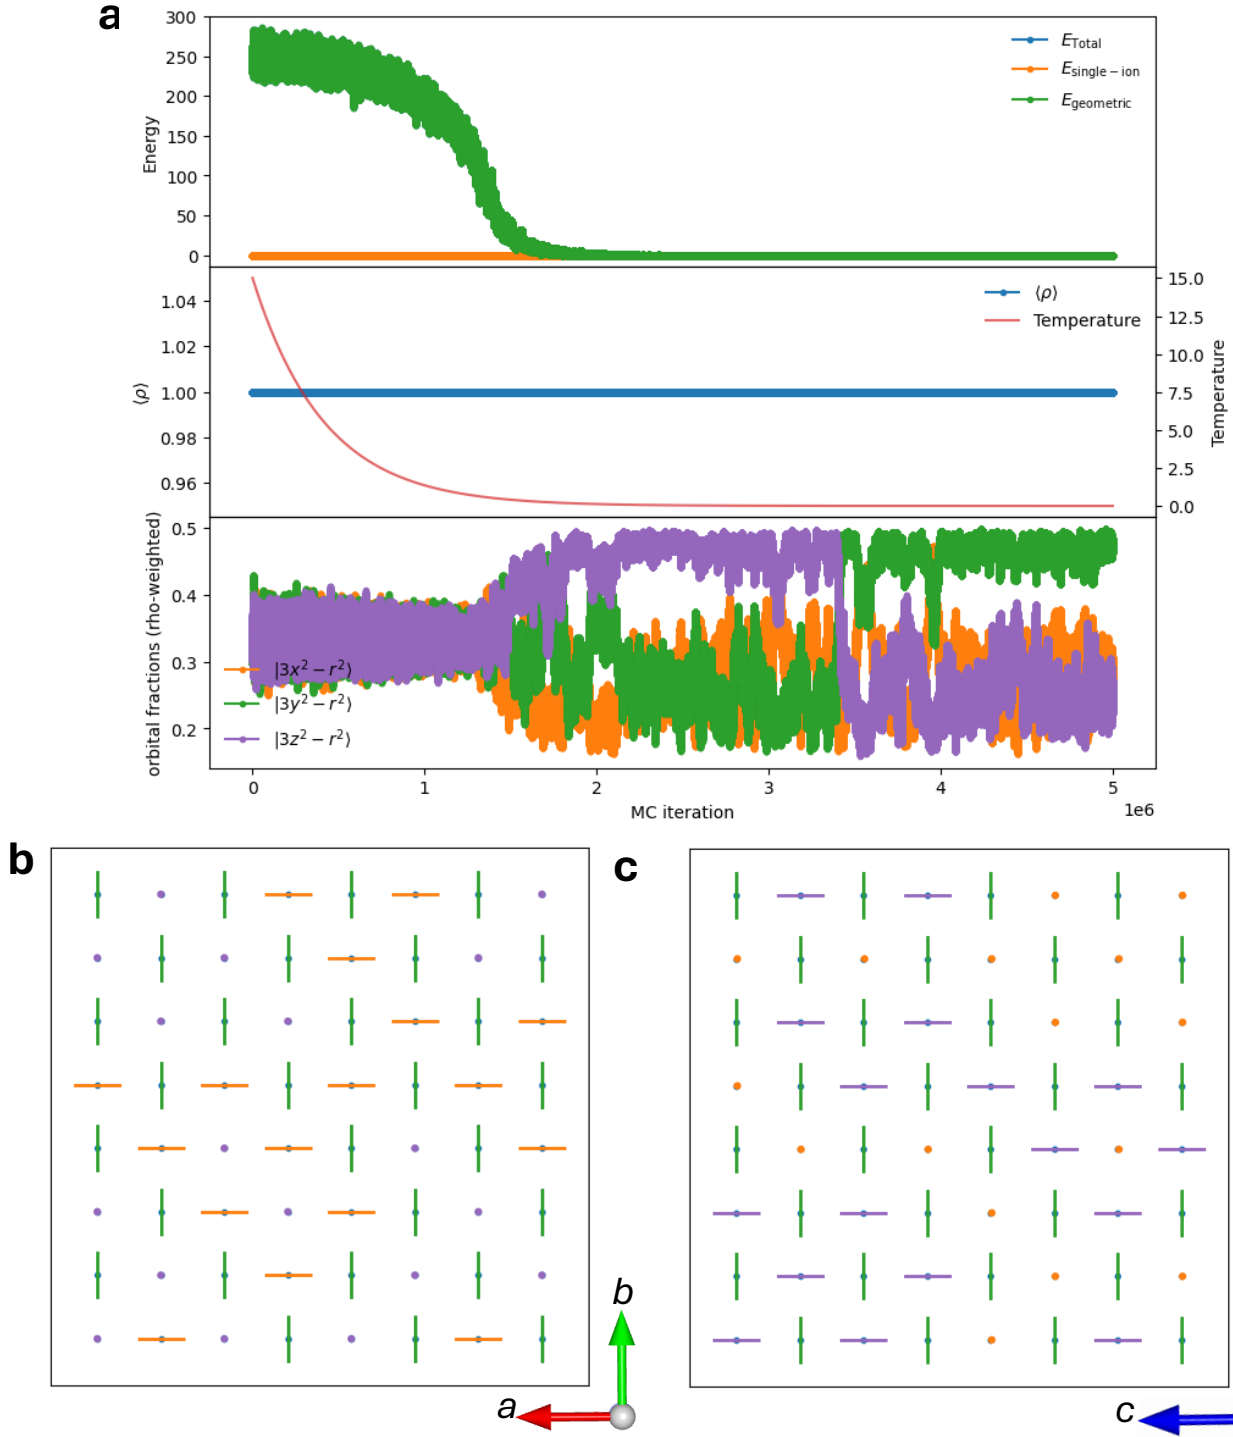 a
300
250
200
150
100
50
0
Energy
E_Total
E_single-ion
E_geometric
1.04
1.02
1.00
0.98
0.96
⟨ρ⟩
⟨ρ⟩
Temperature
15.0
12.5
10.0
7.5
5.0
2.5
0.0
Temperature
0.5
0.4
0.3
0.2
orbital fractions (rho-weighted)
|3x² − r²⟩
|3y² − r²⟩
|3z² − r²⟩
0 1 2 3 4 5
1e6
MC iteration
b
c
b
a
c